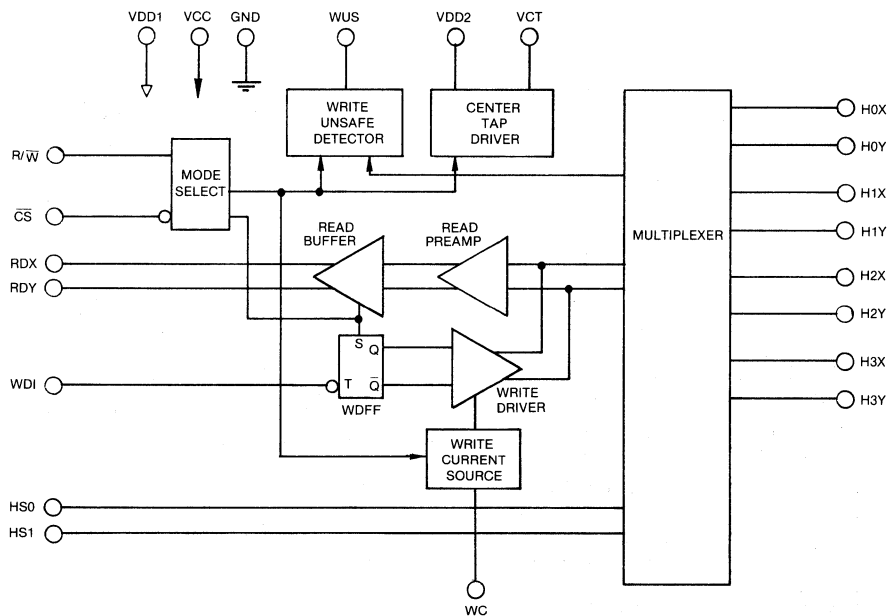 VDD1
VCC
GND
WUS
VDD2
VCT
WRITE
UNSAFE
DETECTOR
CENTER
TAP
DRIVER
H0X
H0Y
H1X
H1Y
H2X
H2Y
H3X
H3Y
R/W̅
C̅S̅
MODE
SELECT
MULTIPLEXER
READ
BUFFER
READ
PREAMP
RDX
RDY
S
Q
T
Q̅
WDFF
WDI
WRITE
DRIVER
WRITE
CURRENT
SOURCE
HS0
HS1
WC